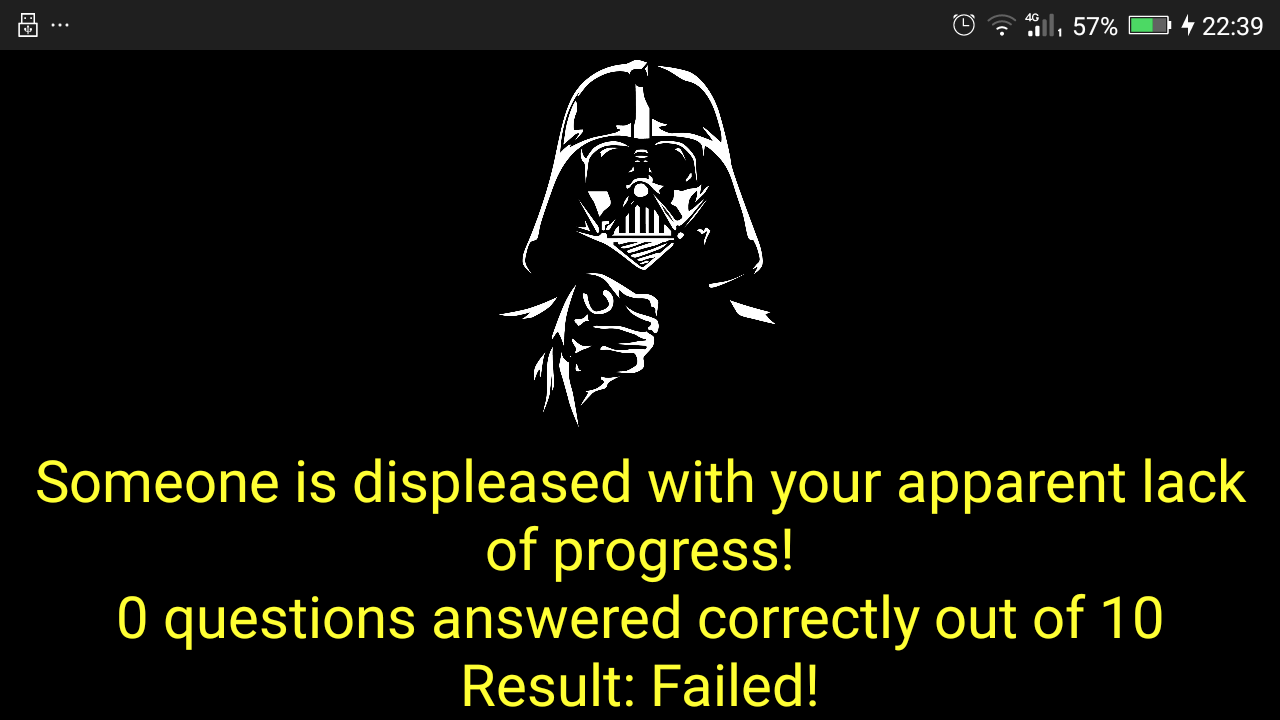 ... 4G 1 57% 22:39
Someone is displeased with your apparent lack
of progress!
0 questions answered correctly out of 10
Result: Failed!